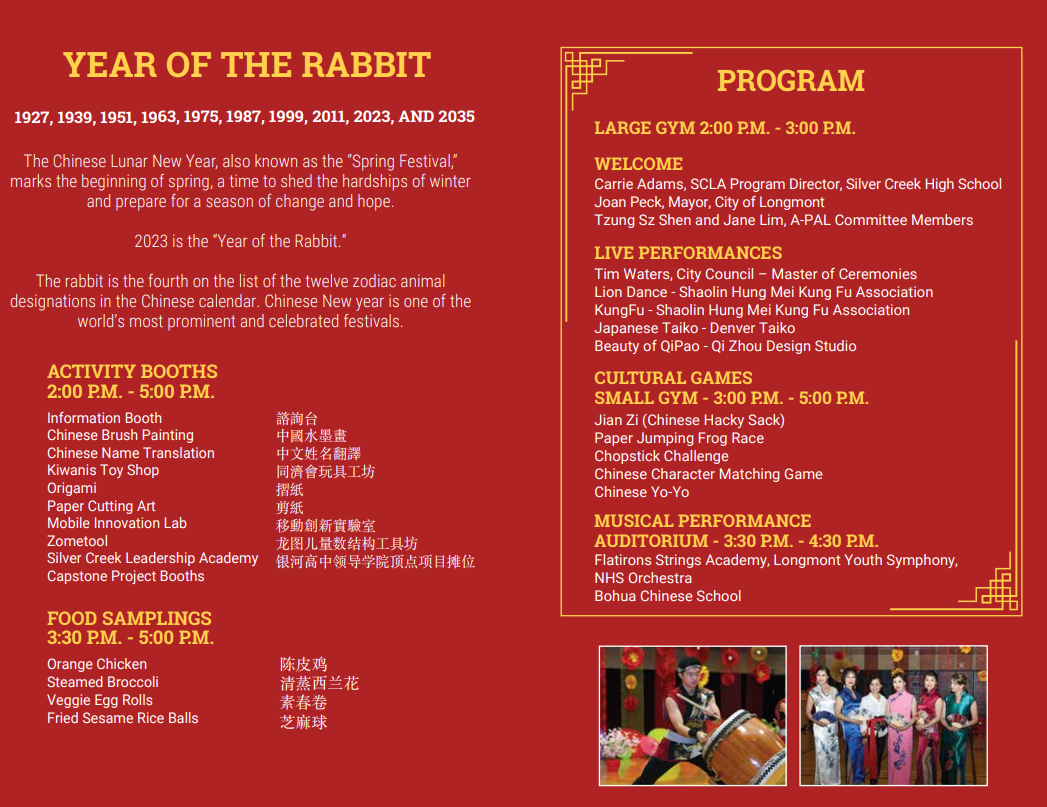 YEAR OF THE RABBIT
1927, 1939, 1951, 1963, 1975, 1987, 1999, 2011, 2023, AND 2035
The Chinese Lunar New Year, also known as the “Spring Festival,”
marks the beginning of spring, a time to shed the hardships of winter
and prepare for a season of change and hope.
2023 is the “Year of the Rabbit.”
The rabbit is the fourth on the list of the twelve zodiac animal
designations in the Chinese calendar. Chinese New year is one of the
world’s most prominent and celebrated festivals.
ACTIVITY BOOTHS
2:00 P.M. - 5:00 P.M.
Information Booth 諮詢台
Chinese Brush Painting 中國水墨畫
Chinese Name Translation 中文姓名翻譯
Kiwanis Toy Shop 同濟會玩具工坊
Origami 摺紙
Paper Cutting Art 剪紙
Mobile Innovation Lab 移動創新實驗室
Zometool 龙图儿量数结构工具坊
Silver Creek Leadership Academy 银河高中领导学院顶点项目摊位
Capstone Project Booths
FOOD SAMPLINGS
3:30 P.M. - 5:00 P.M.
Orange Chicken 陈皮鸡
Steamed Broccoli 清蒸西兰花
Veggie Egg Rolls 素春卷
Fried Sesame Rice Balls 芝麻球
PROGRAM
LARGE GYM 2:00 P.M. - 3:00 P.M.
WELCOME
Carrie Adams, SCLA Program Director, Silver Creek High School
Joan Peck, Mayor, City of Longmont
Tzung Sz Shen and Jane Lim, A-PAL Committee Members
LIVE PERFORMANCES
Tim Waters, City Council – Master of Ceremonies
Lion Dance - Shaolin Hung Mei Kung Fu Association
KungFu - Shaolin Hung Mei Kung Fu Association
Japanese Taiko - Denver Taiko
Beauty of QiPao - Qi Zhou Design Studio
CULTURAL GAMES
SMALL GYM - 3:00 P.M. - 5:00 P.M.
Jian Zi (Chinese Hacky Sack)
Paper Jumping Frog Race
Chopstick Challenge
Chinese Character Matching Game
Chinese Yo-Yo
MUSICAL PERFORMANCE
AUDITORIUM - 3:30 P.M. - 4:30 P.M.
Flatirons Strings Academy, Longmont Youth Symphony,
NHS Orchestra
Bohua Chinese School